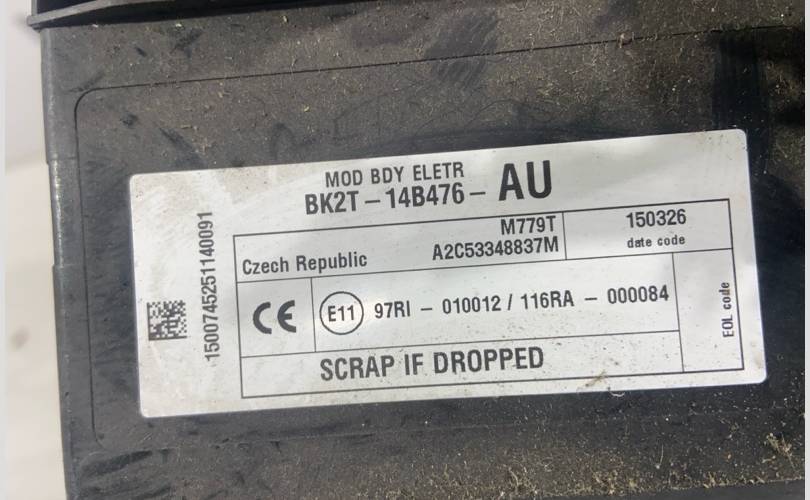 MOD BDY ELETR
BK2T-14B476- AU
M779T
Czech Republic A2C53348837M
150326
date code
CE E11 97RI - 010012 / 116RA - 000084
EOL code
SCRAP IF DROPPED
1500745251140091